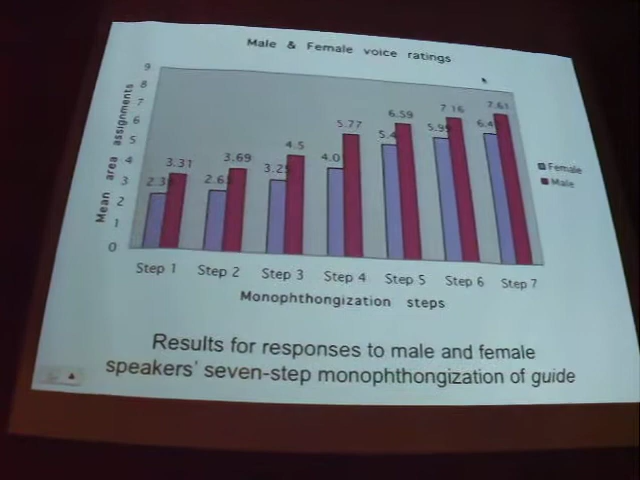 Male & Female voice ratings
9
8
7
6
5
4
3
2
1
0
Mean area assignments
3.31
3.69
4.5
4.0
5.77
6.59
7.16
7.61
Female
Male
Step 1 Step 2 Step 3 Step 4 Step 5 Step 6 Step 7
Monophthongization steps
Results for responses to male and female
speakers' seven-step monophthongization of guide